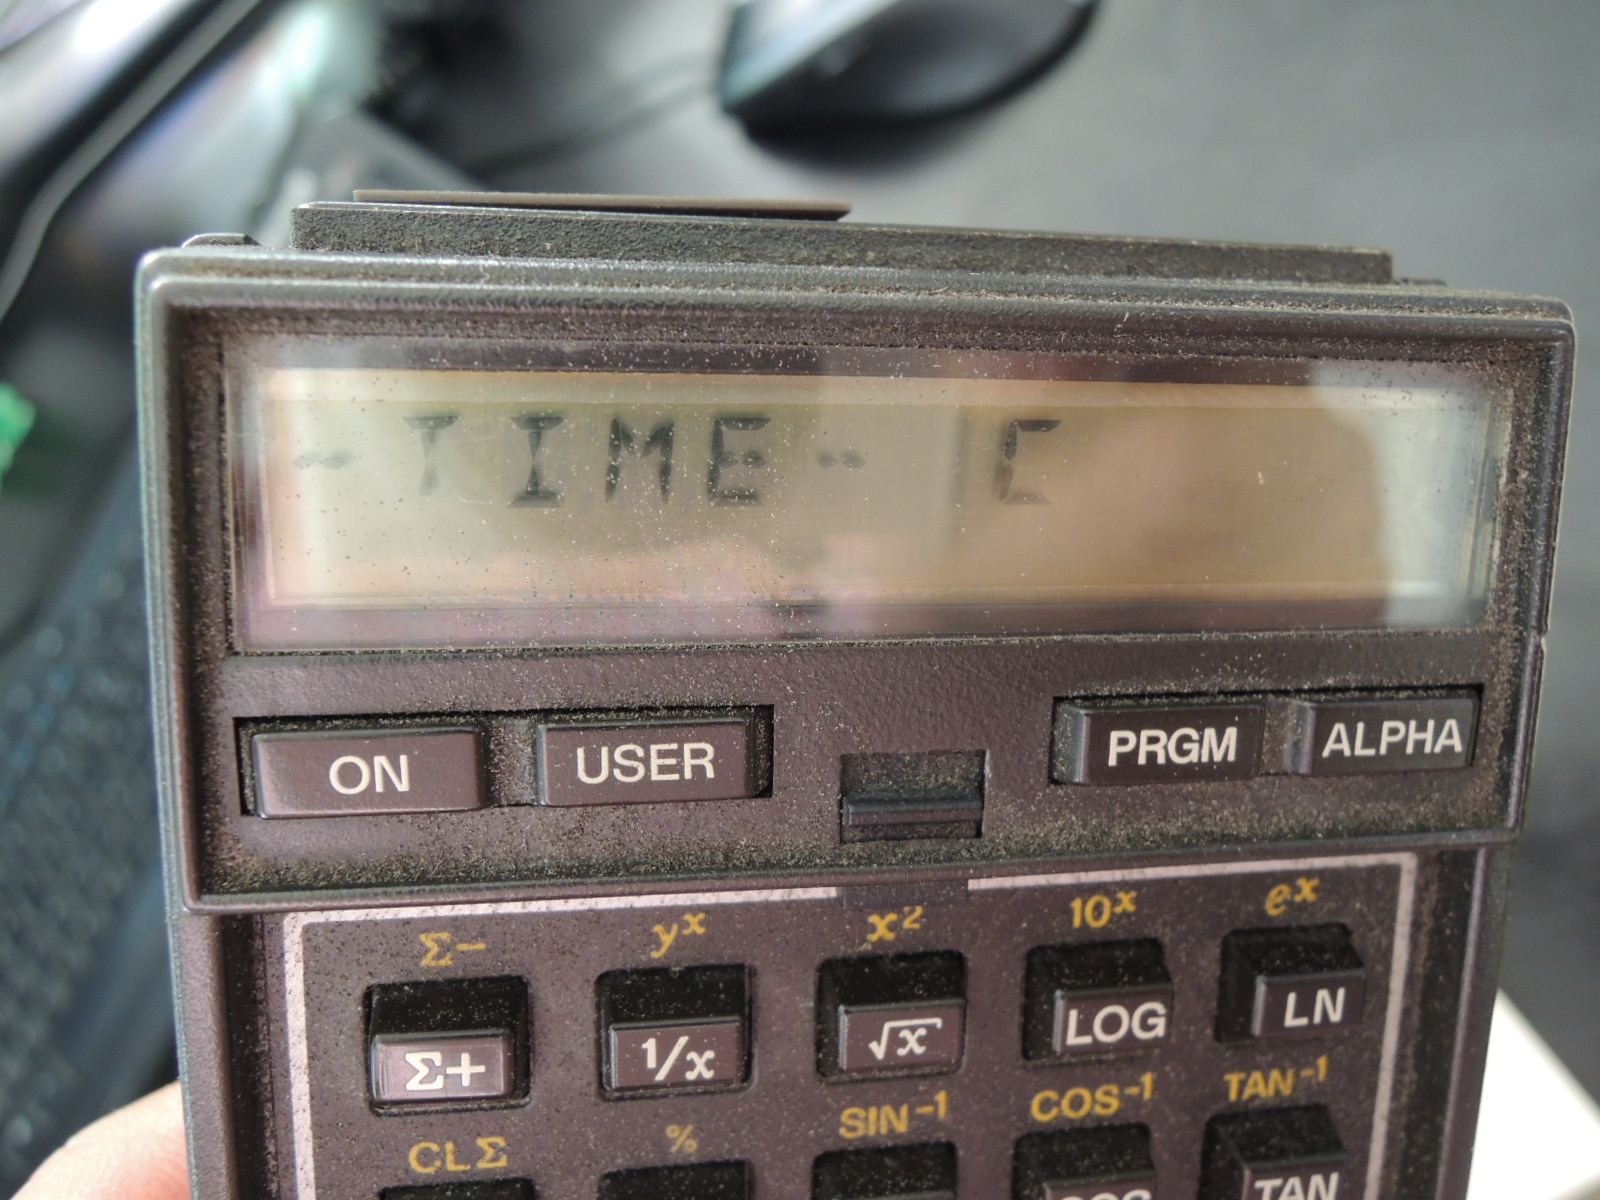 -TIME- C
ON USER PRGM ALPHA
Σ- yˣ x² 10ˣ eˣ
Σ+ 1/x √x LOG LN
CLΣ % SIN⁻¹ COS⁻¹ TAN⁻¹
COS TAN